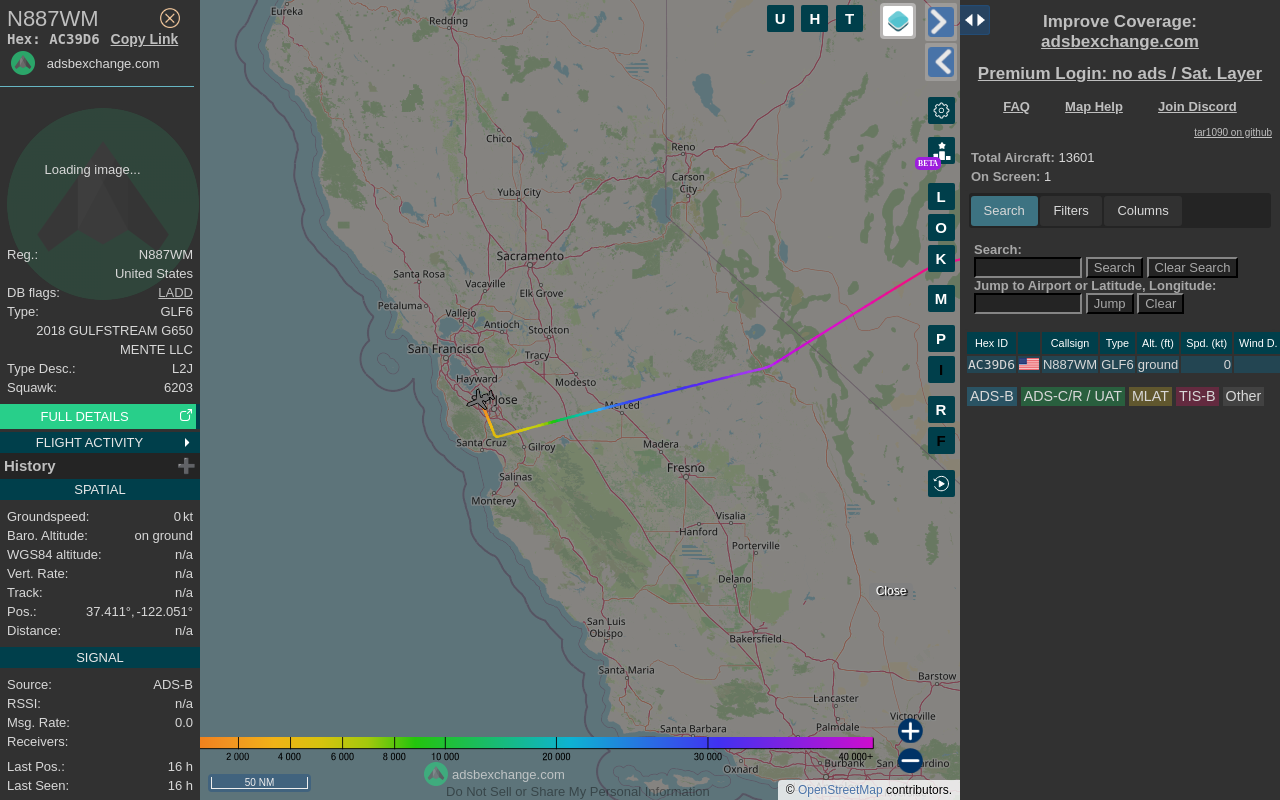 N887WM
Hex: AC39D6 Copy Link
adsbexchange.com
Loading image...
Reg.: N887WM
United States
DB flags: LADD
Type: GLF6
2018 GULFSTREAM G650
MENTE LLC
Type Desc.: L2J
Squawk: 6203
FULL DETAILS
FLIGHT ACTIVITY
History
SPATIAL
Groundspeed: 0 kt
Baro. Altitude: on ground
WGS84 altitude: n/a
Vert. Rate: n/a
Track: n/a
Pos.: 37.411°, -122.051°
Distance: n/a
SIGNAL
Source: ADS-B
RSSI: n/a
Msg. Rate: 0.0
Receivers:
Last Pos.: 16 h
Last Seen: 16 h
Eureka
Redding
Chico
Reno
Carson
City
Yuba City
Sacramento
Santa Rosa
Vacaville
Elk Grove
Petaluma
Vallejo
Antioch
Stockton
San Francisco
Tracy
Hayward
Modesto
Jose
Merced
Santa Cruz
Gilroy
Madera
Salinas
Fresno
Monterey
Visalia
Hanford
Porterville
Delano
San Luis
Obispo
Bakersfield
Santa Maria
Barstow
Lancaster
Victorville
Santa Barbara
Palmdale
Oxnard
Burbank
U H T
BETA
L
O
K
M
P
I
R
F
Close
2 000 4 000 6 000 8 000 10 000 20 000 30 000 40 000+
50 NM
adsbexchange.com
Do Not Sell or Share My Personal Information
© OpenStreetMap contributors.
Improve Coverage:
adsbexchange.com
Premium Login: no ads / Sat. Layer
FAQ Map Help Join Discord
tar1090 on github
Total Aircraft: 13601
On Screen: 1
Search Filters Columns
Search:
Search Clear Search
Jump to Airport or Latitude, Longitude:
Jump Clear
Hex ID Callsign Type Alt. (ft) Spd. (kt) Wind D.
AC39D6 N887WM GLF6 ground 0
ADS-B ADS-C/R / UAT MLAT TIS-B Other